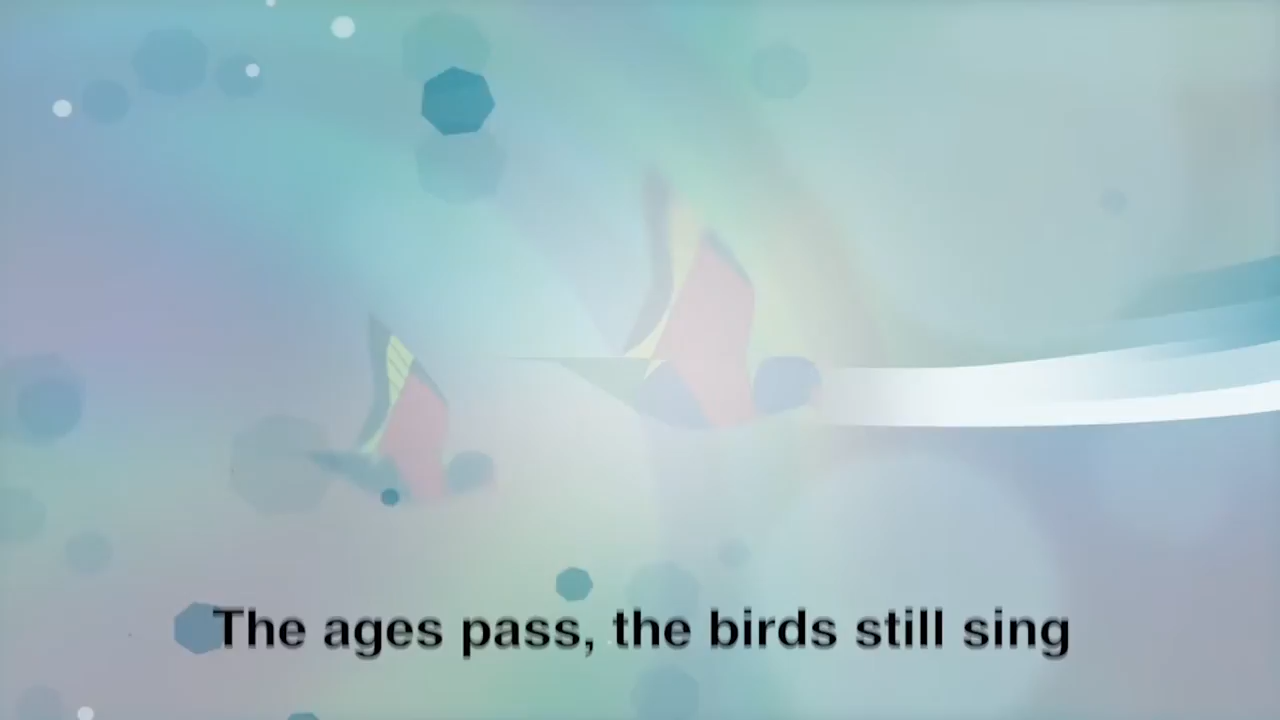 The ages pass, the birds still sing